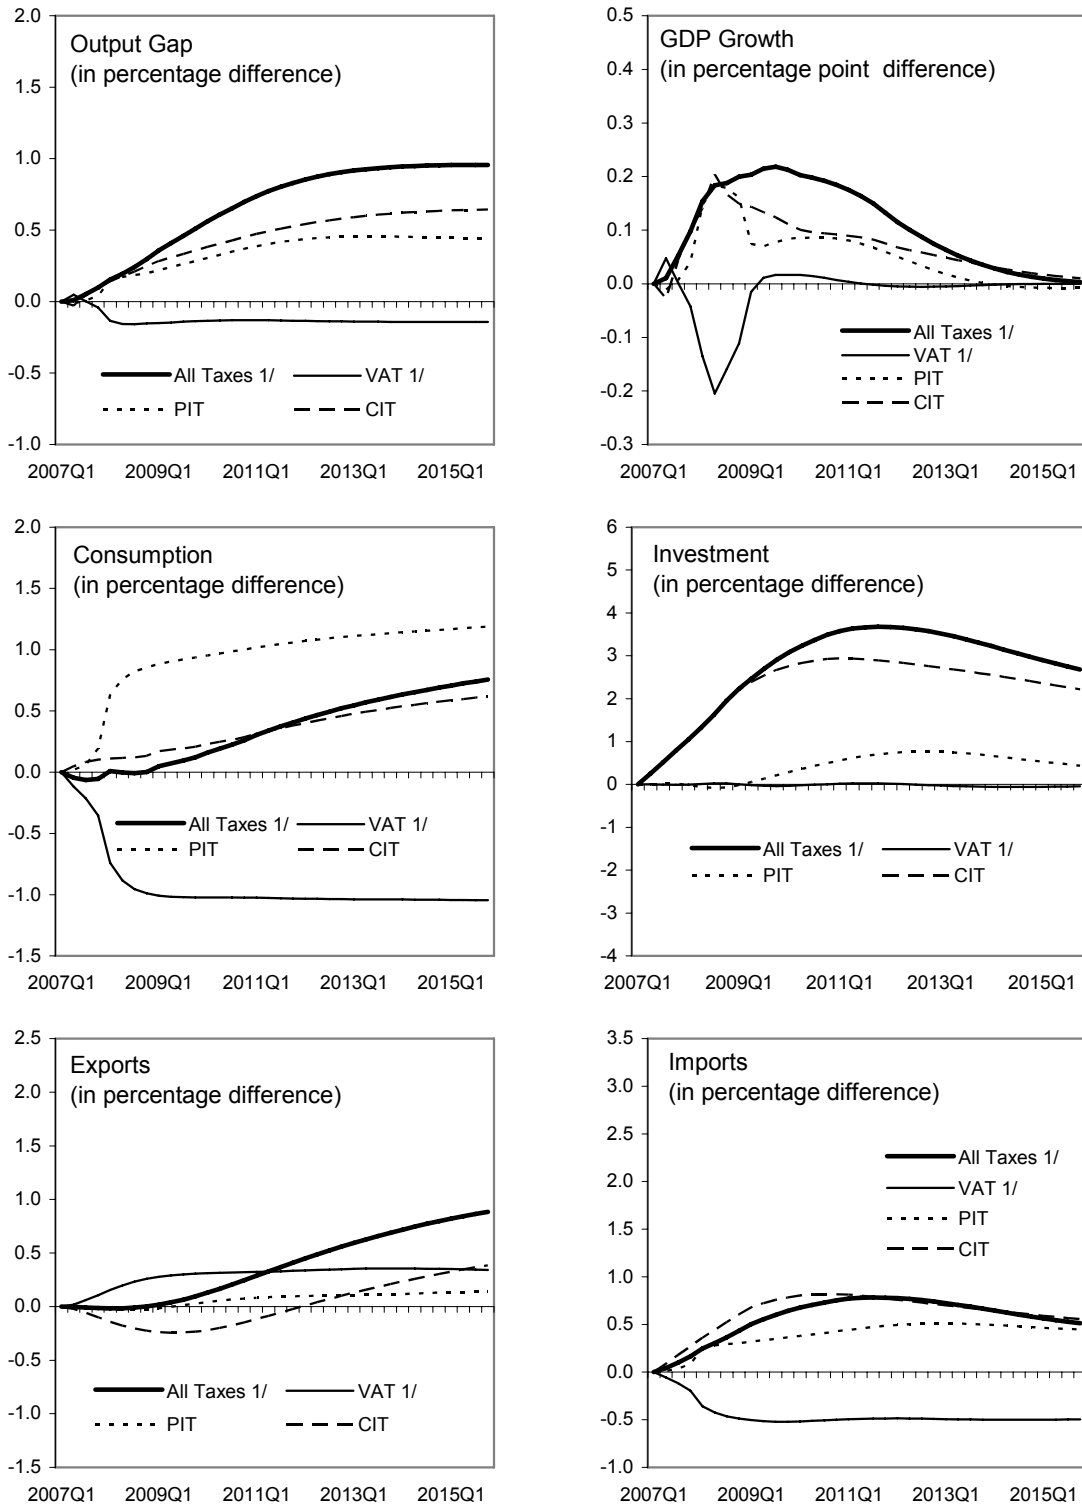 Output Gap
(in percentage difference)
2.0
1.5
1.0
0.5
0.0
-0.5
-1.0
All Taxes 1/
VAT 1/
PIT
CIT
2007Q1 2009Q1 2011Q1 2013Q1 2015Q1
GDP Growth
(in percentage point difference)
0.5
0.4
0.3
0.2
0.1
0.0
-0.1
-0.2
-0.3
All Taxes 1/
VAT 1/
PIT
CIT
2007Q1 2009Q1 2011Q1 2013Q1 2015Q1
Consumption
(in percentage difference)
2.0
1.5
1.0
0.5
0.0
-0.5
-1.0
-1.5
All Taxes 1/
VAT 1/
PIT
CIT
2007Q1 2009Q1 2011Q1 2013Q1 2015Q1
Investment
(in percentage difference)
6
5
4
3
2
1
0
-1
-2
-3
-4
All Taxes 1/
VAT 1/
PIT
CIT
2007Q1 2009Q1 2011Q1 2013Q1 2015Q1
Exports
(in percentage difference)
2.5
2.0
1.5
1.0
0.5
0.0
-0.5
-1.0
-1.5
All Taxes 1/
VAT 1/
PIT
CIT
2007Q1 2009Q1 2011Q1 2013Q1 2015Q1
Imports
(in percentage difference)
3.5
3.0
2.5
2.0
1.5
1.0
0.5
0.0
-0.5
-1.0
All Taxes 1/
VAT 1/
PIT
CIT
2007Q1 2009Q1 2011Q1 2013Q1 2015Q1